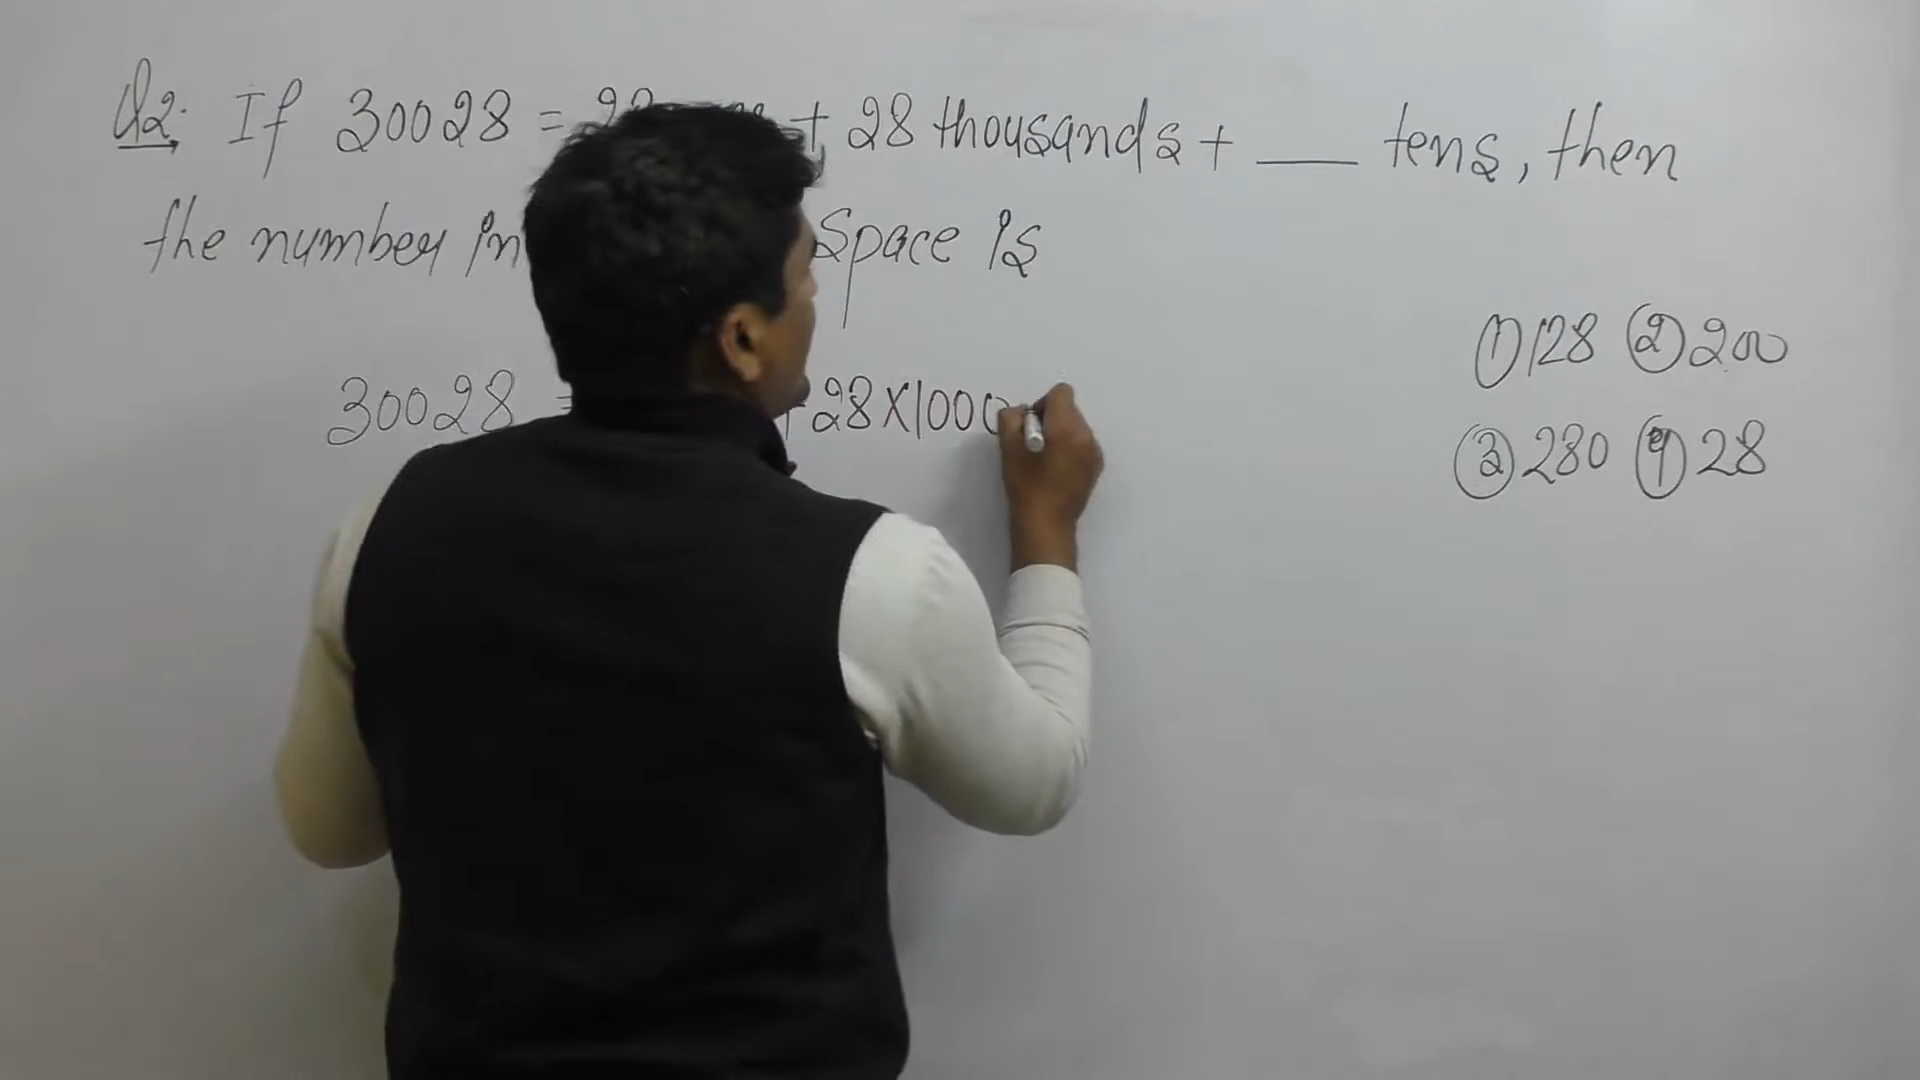 Q2. If 30028 = 28 + 28 thousands + ___ tens, then
the number in Space is
30028 = + 28 X 1000
① 128 ② 200
③ 280 ④ 28